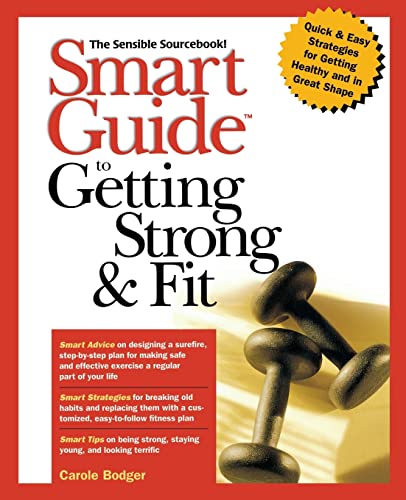 The Sensible Sourcebook!
Smart
Guide™
to
Getting
Strong
& Fit
Quick & Easy
Strategies
for Getting
Healthy and in
Great Shape
Smart Advice on designing a surefire,
step-by-step plan for making safe
and effective exercise a regular
part of your life
Smart Strategies for breaking old
habits and replacing them with a cus-
tomized, easy-to-follow fitness plan
Smart Tips on being strong, staying
young, and looking terrific
Carole Bodger